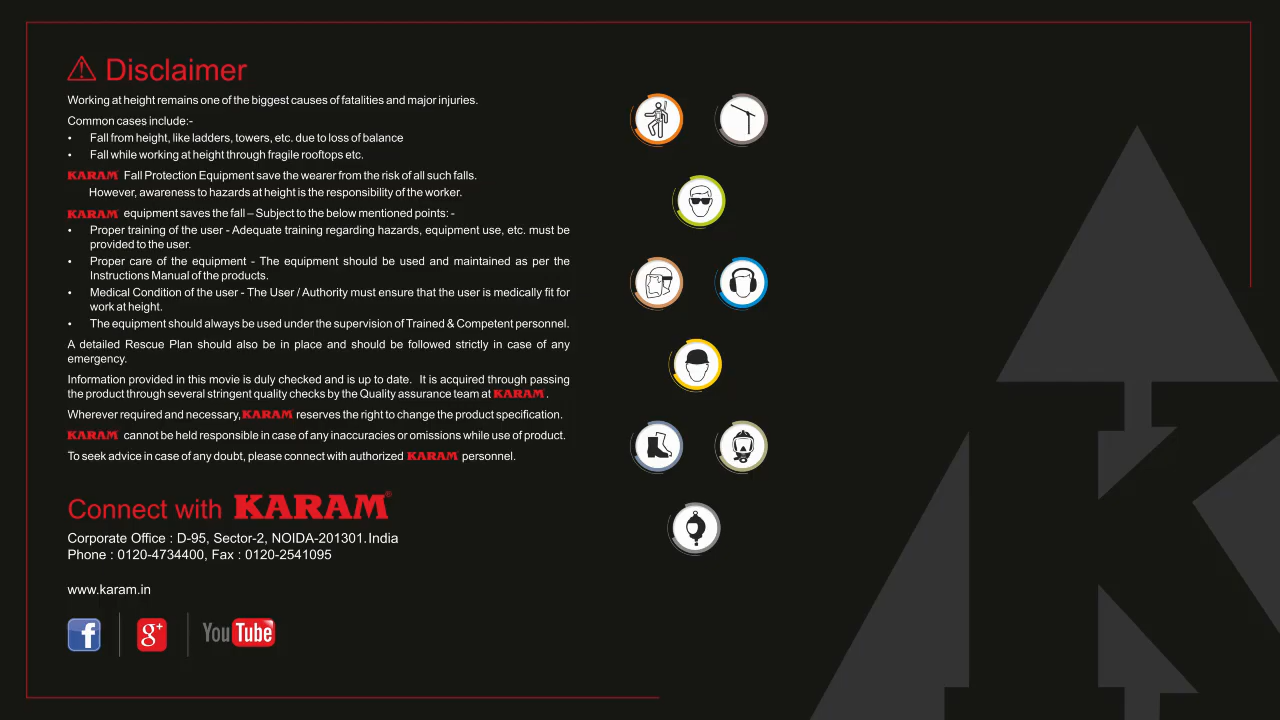 Disclaimer
Working at height remains one of the biggest causes of fatalities and major injuries.
Common cases include:-
• Fall from height, like ladders, towers, etc. due to loss of balance
• Fall while working at height through fragile rooftops etc.
KARAM Fall Protection Equipment save the wearer from the risk of all such falls.
However, awareness to hazards at height is the responsibility of the worker.
KARAM equipment saves the fall – Subject to the below mentioned points: -
• Proper training of the user - Adequate training regarding hazards, equipment use, etc. must be
provided to the user.
• Proper care of the equipment - The equipment should be used and maintained as per the
Instructions Manual of the products.
• Medical Condition of the user - The User / Authority must ensure that the user is medically fit for
work at height.
• The equipment should always be used under the supervision of Trained & Competent personnel.
A detailed Rescue Plan should also be in place and should be followed strictly in case of any
emergency.
Information provided in this movie is duly checked and is up to date. It is acquired through passing
the product through several stringent quality checks by the Quality assurance team at KARAM .
Wherever required and necessary, KARAM reserves the right to change the product specification.
KARAM cannot be held responsible in case of any inaccuracies or omissions while use of product.
To seek advice in case of any doubt, please connect with authorized KARAM personnel.
Connect with KARAM®
Corporate Office : D-95, Sector-2, NOIDA-201301. India
Phone : 0120-4734400, Fax : 0120-2541095
www.karam.in
f g+ YouTube